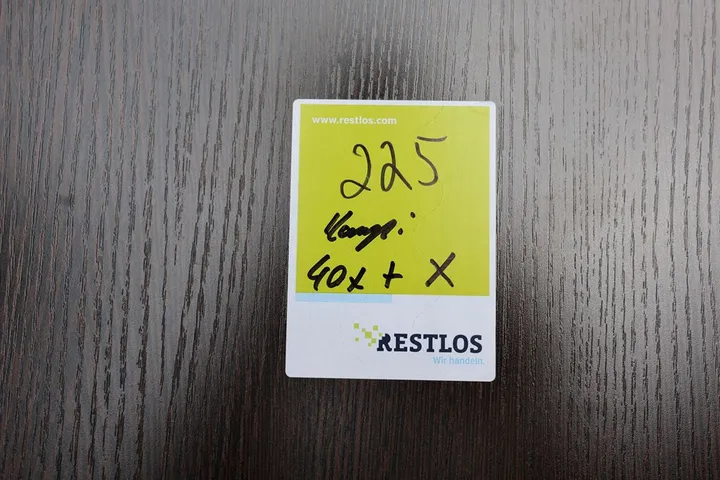 www.restlos.com
225
40x + X
RESTLOS
Wir handeln.